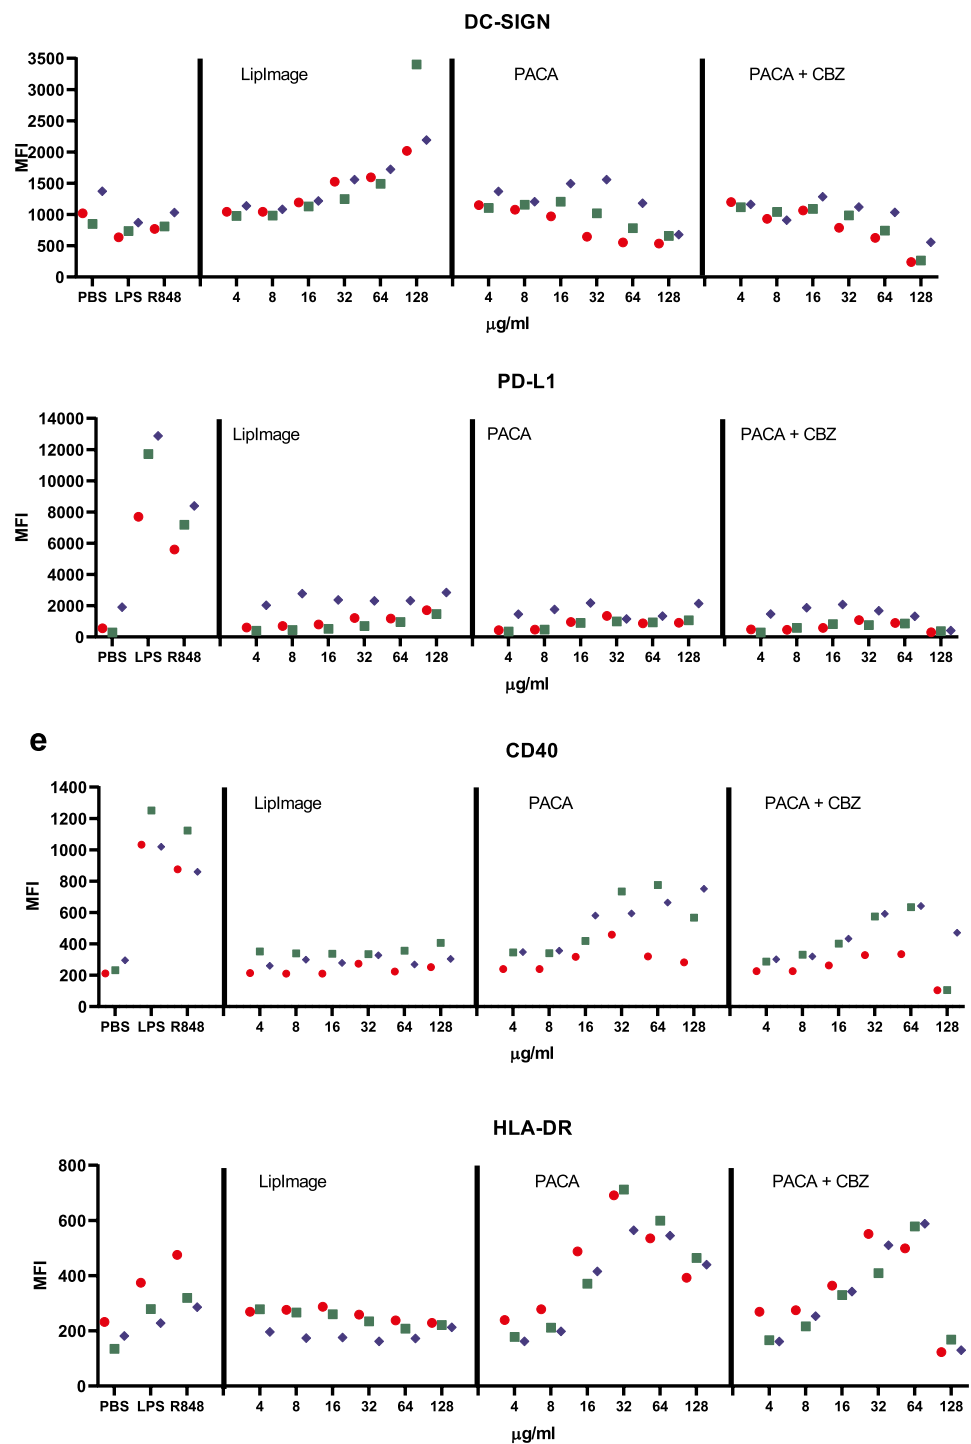 DC-SIGN
LipImage PACA PACA + CBZ
3500
3000
2500
2000
1500
1000
500
0
MFI
PBS LPS R848 4 8 16 32 64 128 4 8 16 32 64 128 4 8 16 32 64 128
µg/ml
PD-L1
LipImage PACA PACA + CBZ
14000
12000
10000
8000
6000
4000
2000
0
MFI
PBS LPS R848 4 8 16 32 64 128 4 8 16 32 64 128 4 8 16 32 64 128
µg/ml
e
CD40
LipImage PACA PACA + CBZ
1400
1200
1000
800
600
400
200
0
MFI
PBS LPS R848 4 8 16 32 64 128 4 8 16 32 64 128 4 8 16 32 64 128
µg/ml
HLA-DR
LipImage PACA PACA + CBZ
800
600
400
200
0
MFI
PBS LPS R848 4 8 16 32 64 128 4 8 16 32 64 128 4 8 16 32 64 128
µg/ml